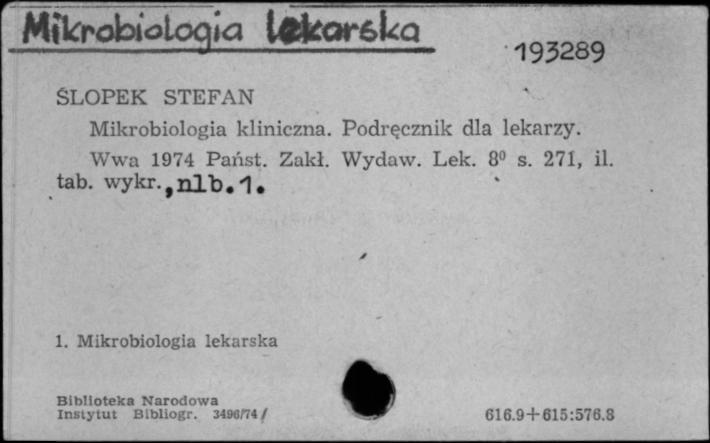 Mikrobiologia lekarska
193289
ŚLOPEK STEFAN
Mikrobiologia kliniczna. Podręcznik dla lekarzy.
Wwa 1974 Państ. Zakł. Wydaw. Lek. 8⁰ s. 271, il.
tab. wykr., nlb. 1.
1. Mikrobiologia lekarska
Biblioteka Narodowa
Instytut Bibliogr. 3496/74/
616.9+615:576.8